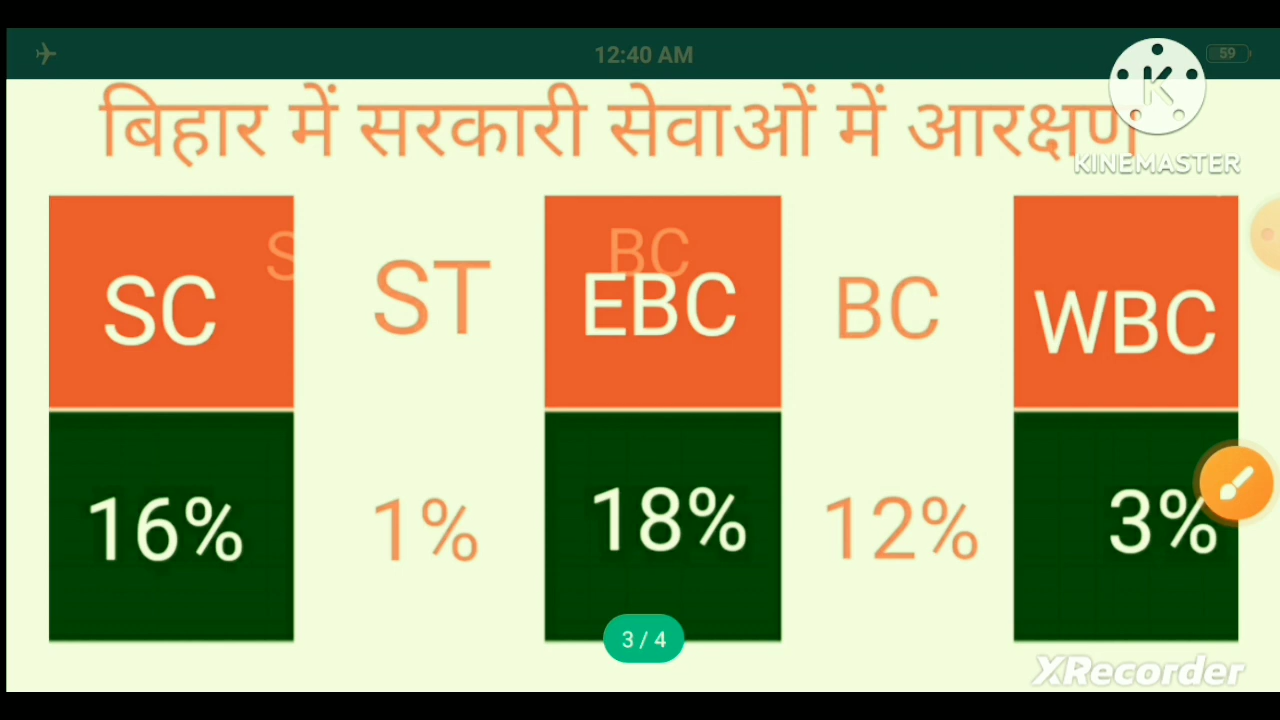 12:40 AM
59
बिहार में सरकारी सेवाओं में आरक्षण
KINEMASTER
S
BC
SC ST EBC BC WBC
16% 1% 18% 12% 3%
3 / 4
XRecorder